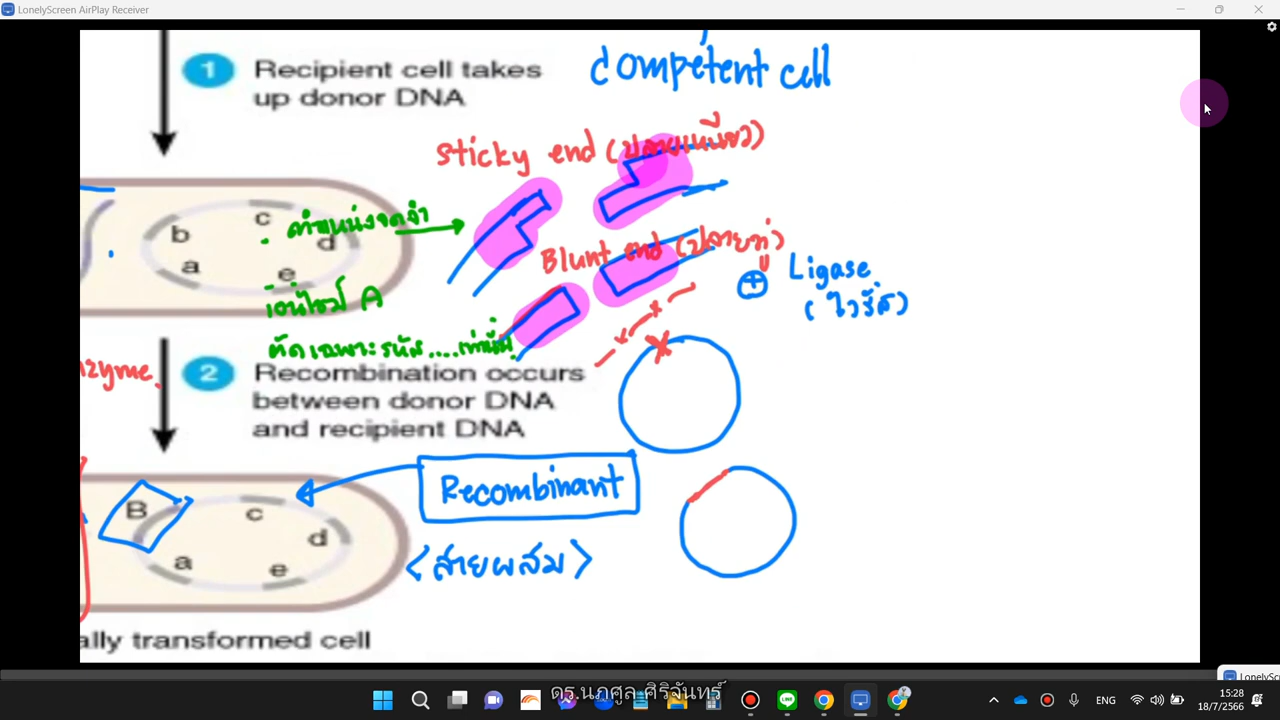 LonelyScreen AirPlay Receiver
1 Recipient cell takes
up donor DNA
competent cell
sticky end (ปลายเหนียว)
b c d
a e
ตำแหน่งจดจำ
Blunt end (ปลายทู่)
+ Ligase
(ไวรัส)
เอนไซม์ A
ตัดเฉพาะรหัส....เท่านั้น
nzyme.
2 Recombination occurs
between donor DNA
and recipient DNA
Recombinant
B c d
a e
<สายผสม>
ally transformed cell
LonelyS
ดร.นภศูล ศิริจันทร์
ENG
15:28
18/7/2566